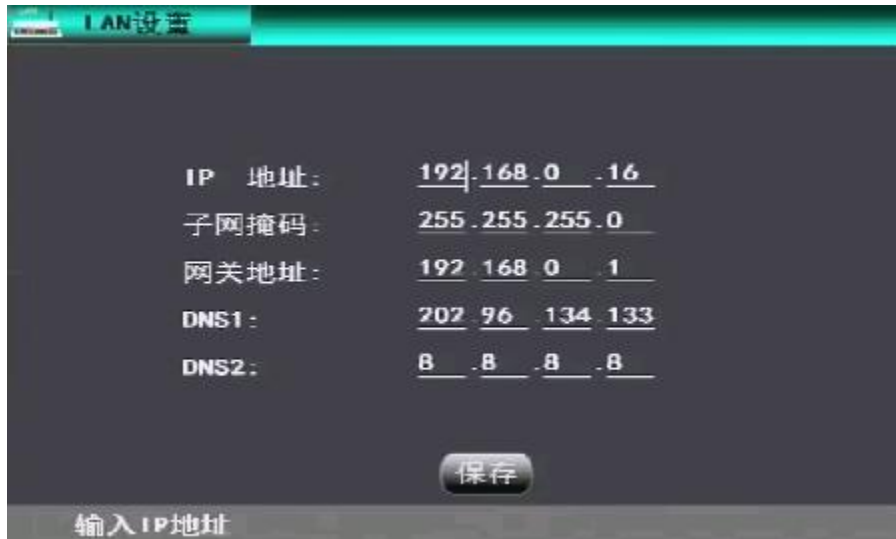 LAN设置
IP 地址: 192.168.0.16
子网掩码: 255.255.255.0
网关地址: 192.168.0.1
DNS1: 202.96.134.133
DNS2: 8.8.8.8
保存
输入IP地址